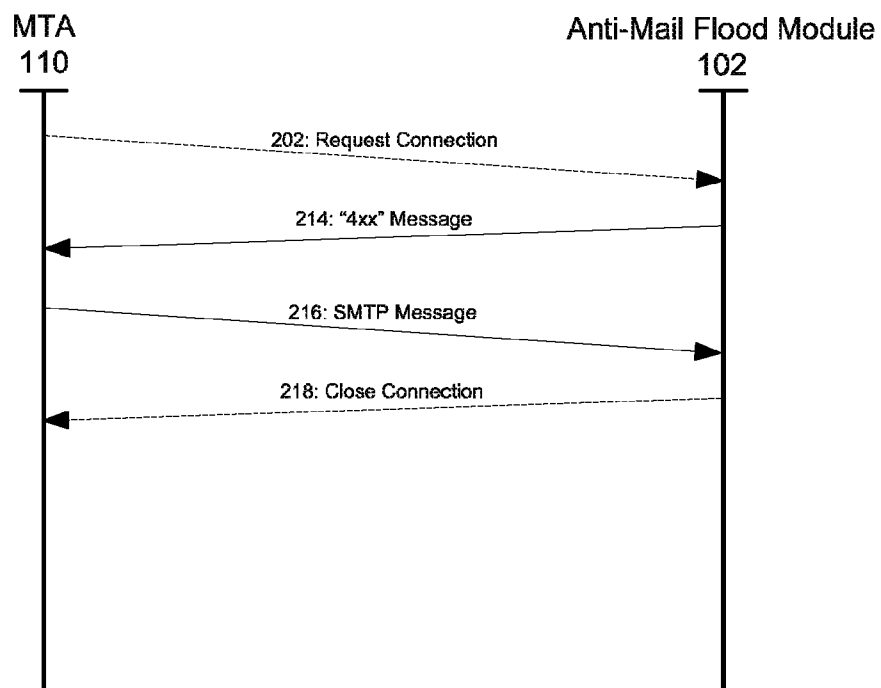 MTA
110
Anti-Mail Flood Module
102
202: Request Connection
214: “4xx” Message
216: SMTP Message
218: Close Connection